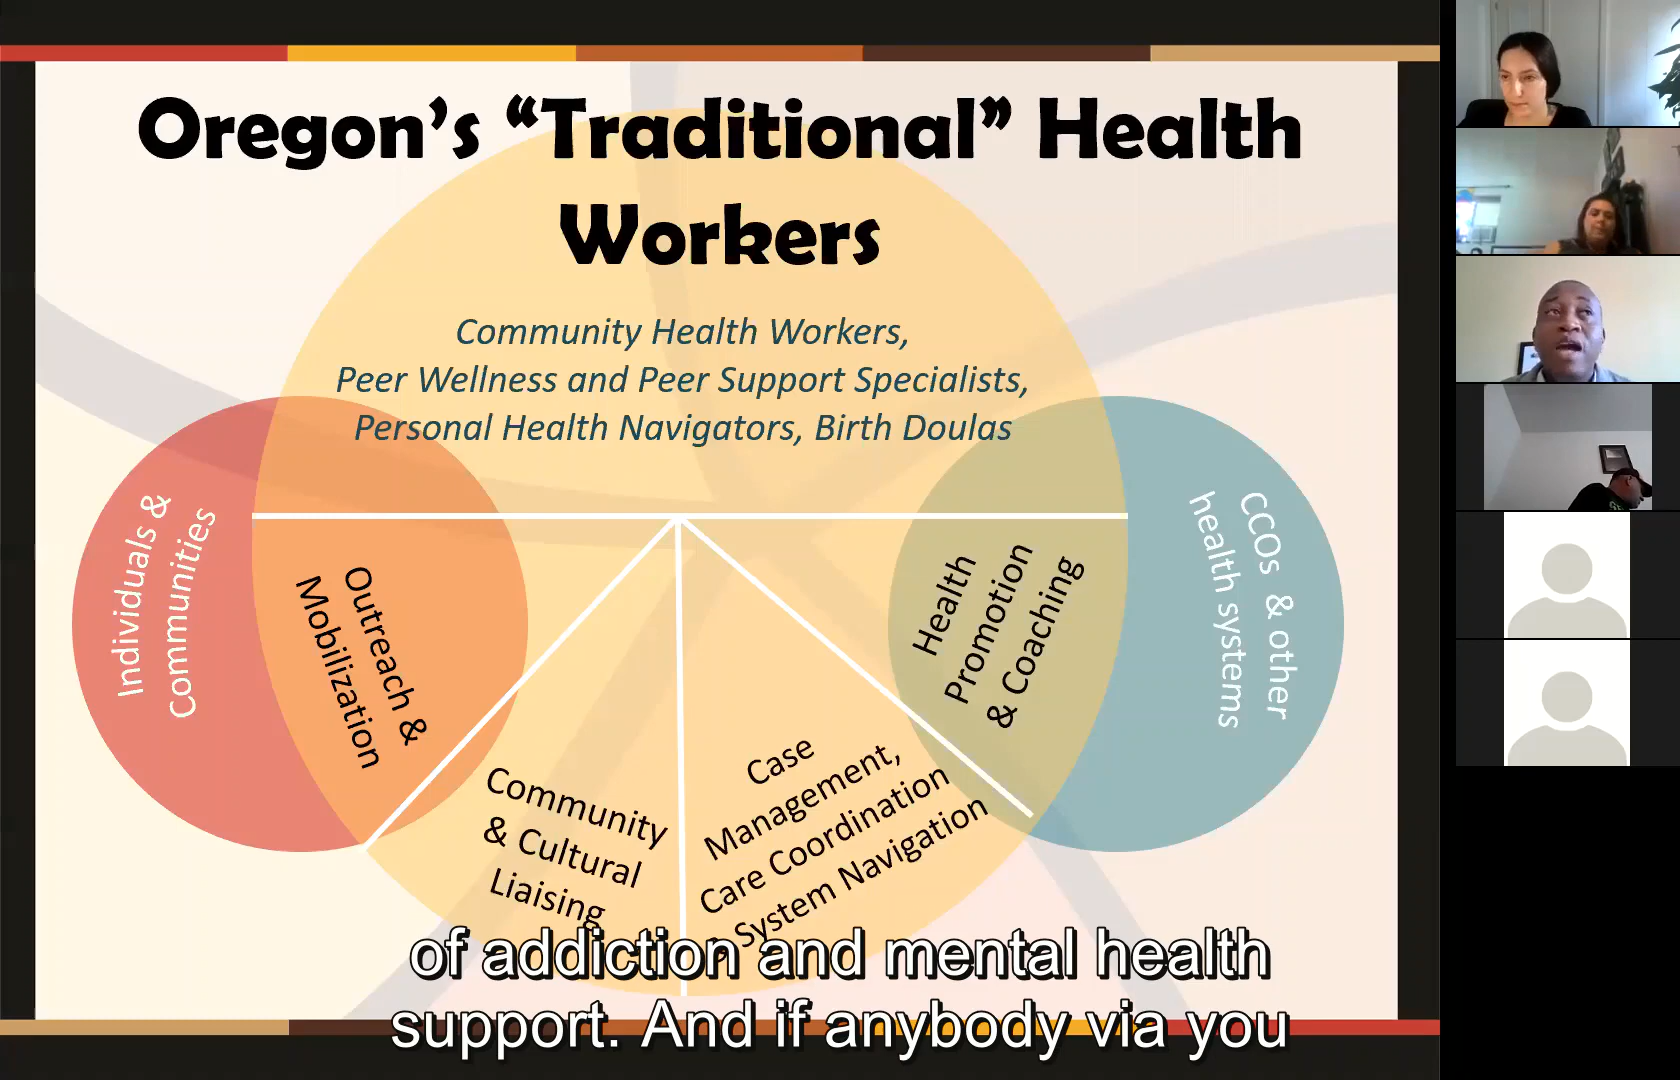 Oregon’s “Traditional” Health
Workers
Community Health Workers,
Peer Wellness and Peer Support Specialists,
Personal Health Navigators, Birth Doulas
Individuals &
Communities
Outreach &
Mobilization
Community
& Cultural
Liaising
Case
Management,
Care Coordination
& System Navigation
Health
Promotion
& Coaching
CCOs & other
health systems
of addiction and mental health
support. And if anybody via you